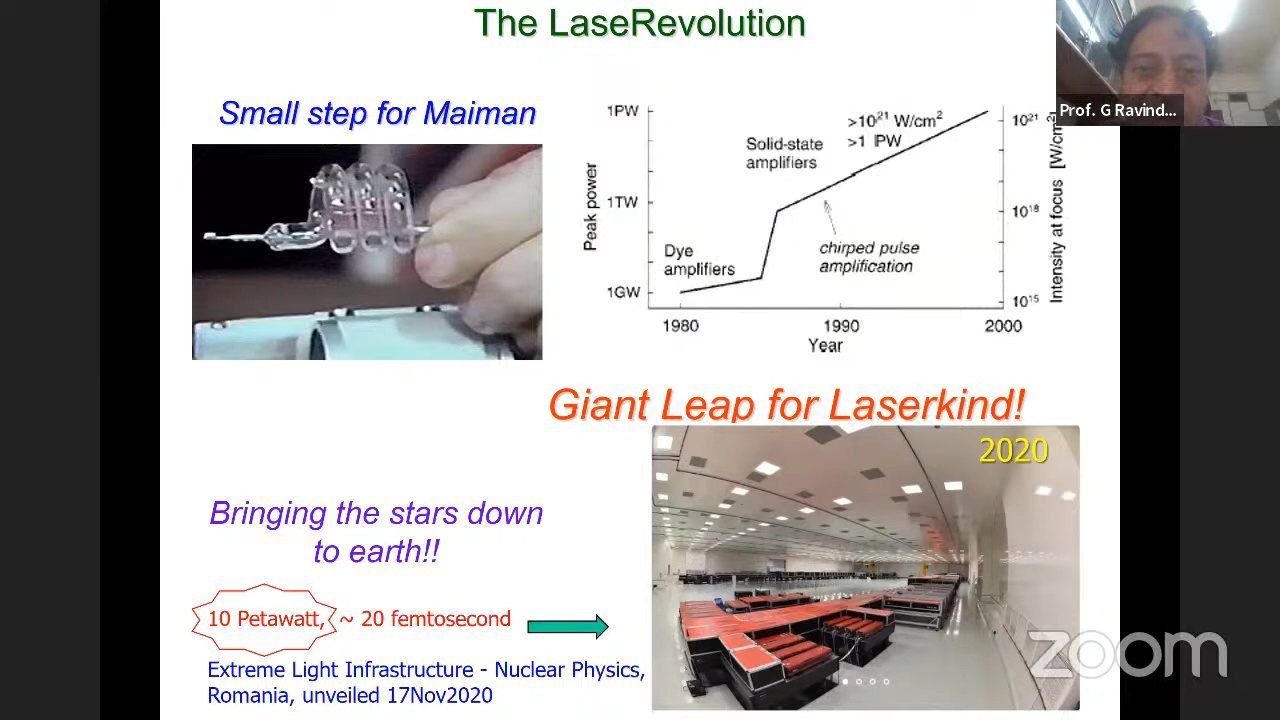 The LaseRevolution
Prof. G Ravind...
Small step for Maiman
1PW
1TW
1GW
Peak power
Dye
amplifiers
Solid-state
amplifiers
>10²¹ W/cm²
>1 PW
chirped pulse
amplification
10²¹
10¹⁸
10¹⁵
Intensity at focus [W/cm²
1980
1990
2000
Year
Giant Leap for Laserkind!
2020
Bringing the stars down
to earth!!
10 Petawatt, ~ 20 femtosecond
Extreme Light Infrastructure - Nuclear Physics,
Romania, unveiled 17Nov2020
zoom